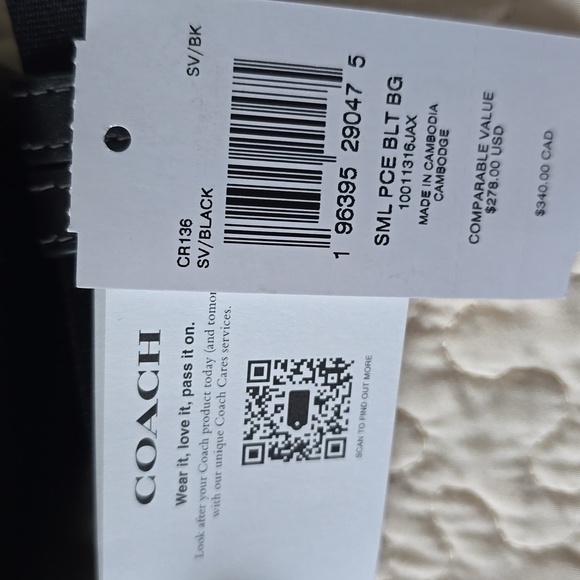 CR136
SV/BLACK
SV/BK
1 96395 29047 5
SML PCE BLT BG
10011316JAX
MADE IN CAMBODIA
CAMBODGE
COMPARABLE VALUE
$278.00 USD
$340.00 CAD
COACH
Wear it, love it, pass it on.
Look after your Coach product today (and
with our unique Coach Cares services.
SCAN TO FIND OUT MORE